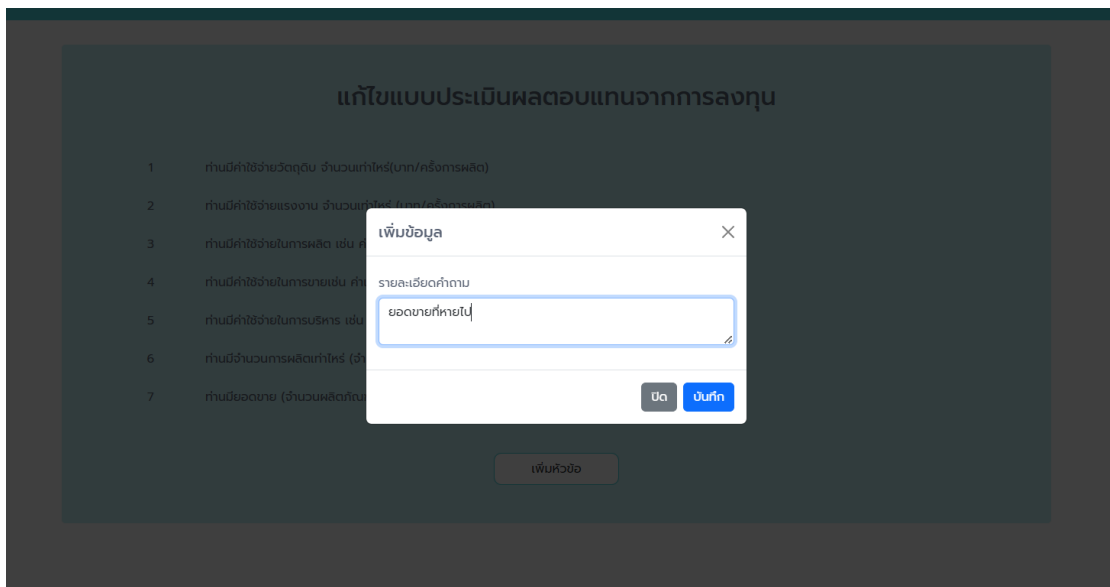 แก้ไขแบบประเมินผลตอบแทนจากการลงทุน
1 ท่านมีค่าใช้จ่ายวัตถุดิบ จำนวนเท่าไหร่(บาท/ครั้งการผลิต)
2 ท่านมีค่าใช้จ่ายแรงงาน จำนวนเท่าไหร่ (บาท/ครั้งการผลิต)
3 ท่านมีค่าใช้จ่ายในการผลิต เช่น
4 ท่านมีค่าใช้จ่ายในการขายเช่น
5 ท่านมีค่าใช้จ่ายในการบริหาร เช่น
6 ท่านมีจำนวนการผลิตเท่าไหร่
7 ท่านมียอดขาย (จำนวนผลิตภัณ
เพิ่มข้อมูล
รายละเอียดคำถาม
ยอดขายที่หายไป
ปิด บันทึก
เพิ่มหัวข้อ